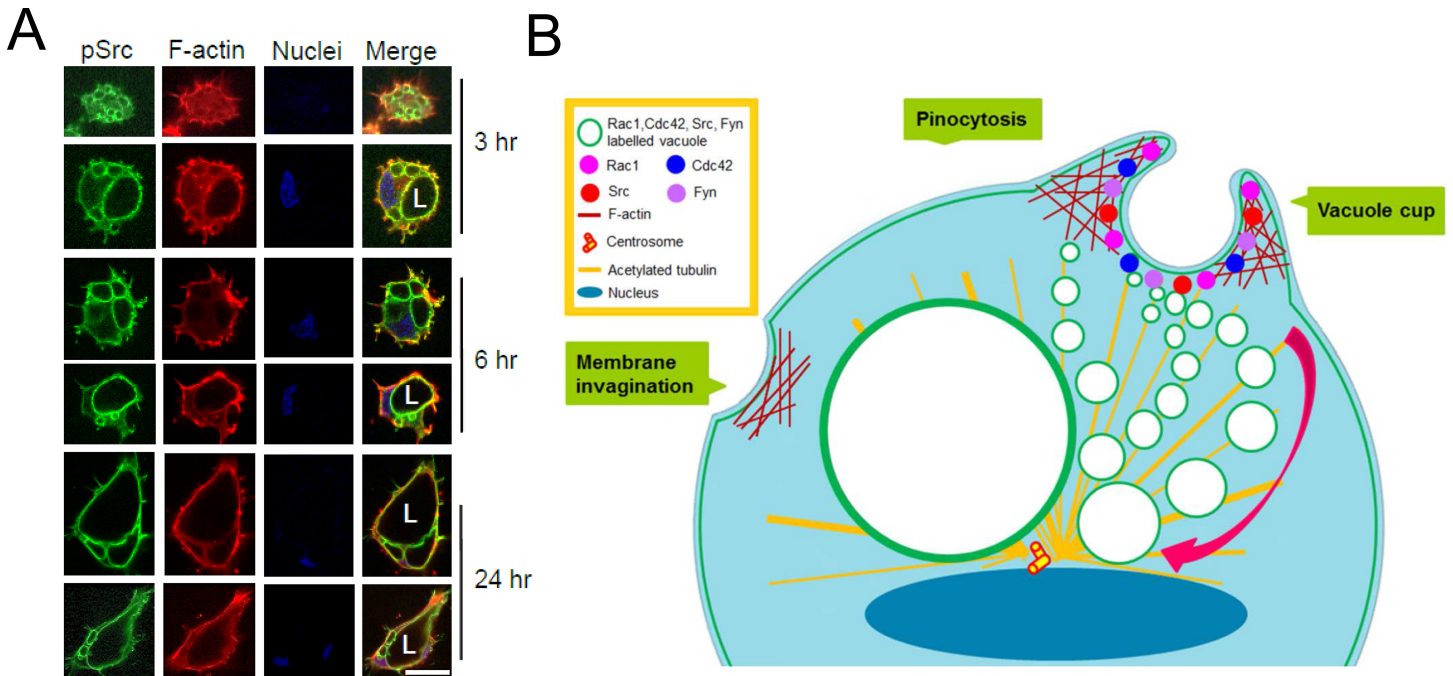 A
pSrc F-actin Nuclei Merge
L
3 hr
6 hr
L
L
24 hr
L
B
Rac1,Cdc42, Src, Fyn
labelled vacuole
Rac1 Cdc42
Src Fyn
F-actin
Centrosome
Acetylated tubulin
Nucleus
Pinocytosis
Vacuole cup
Membrane
invagination